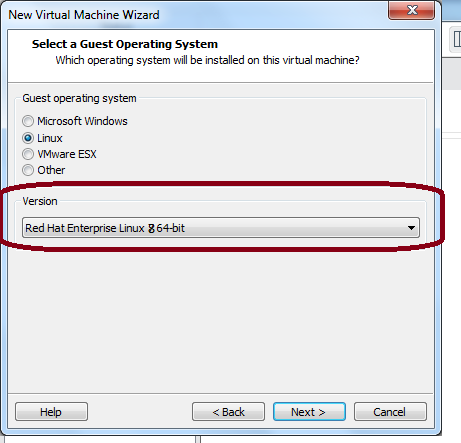 New Virtual Machine Wizard
Select a Guest Operating System
Which operating system will be installed on this virtual machine?
Guest operating system
Microsoft Windows
Linux
VMware ESX
Other
Version
Red Hat Enterprise Linux 8 64-bit
Help
< Back
Next >
Cancel